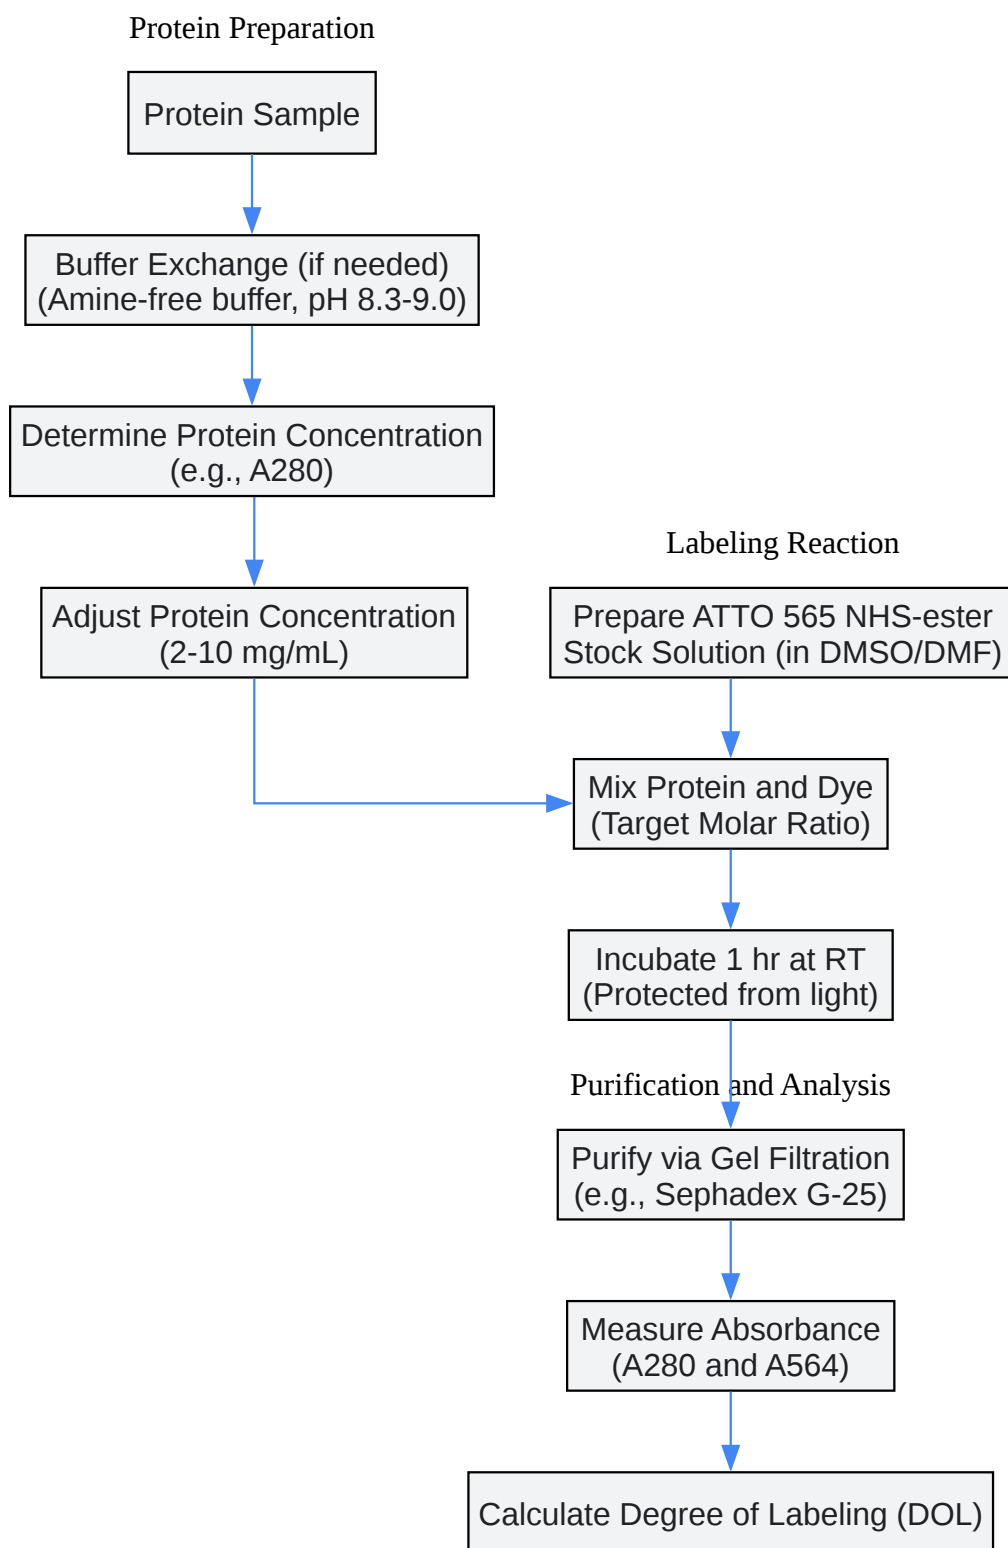 Protein Preparation
Protein Sample
Buffer Exchange (if needed)
(Amine-free buffer, pH 8.3-9.0)
Determine Protein Concentration
(e.g., A280)
Adjust Protein Concentration
(2-10 mg/mL)
Labeling Reaction
Prepare ATTO 565 NHS-ester
Stock Solution (in DMSO/DMF)
Mix Protein and Dye
(Target Molar Ratio)
Incubate 1 hr at RT
(Protected from light)
Purification and Analysis
Purify via Gel Filtration
(e.g., Sephadex G-25)
Measure Absorbance
(A280 and A564)
Calculate Degree of Labeling (DOL)